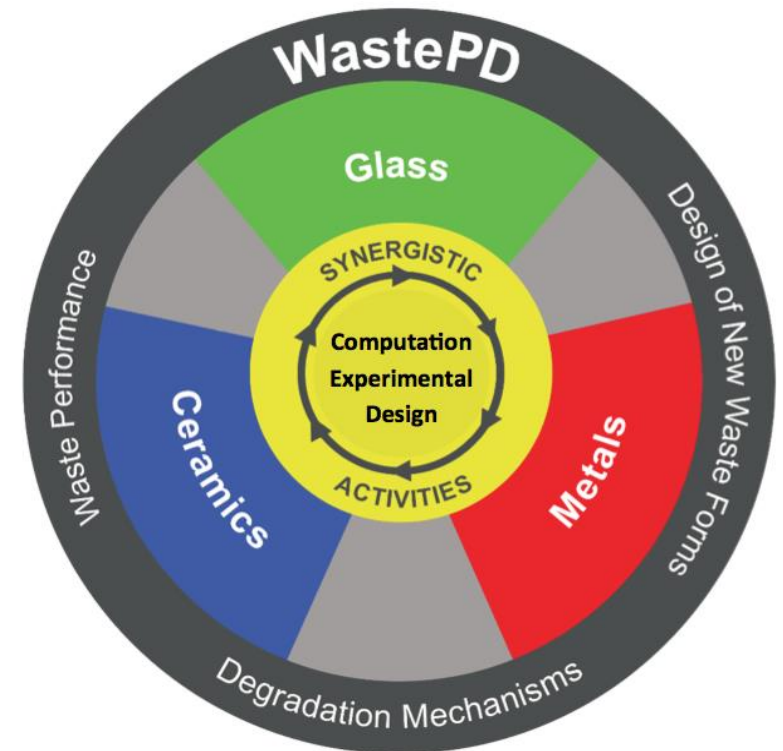 WastePD
Glass
Design of New Waste Forms
Waste Performance
SYNERGISTIC
Computation
Experimental
Design
ACTIVITIES
Ceramics
Metals
Degradation Mechanisms